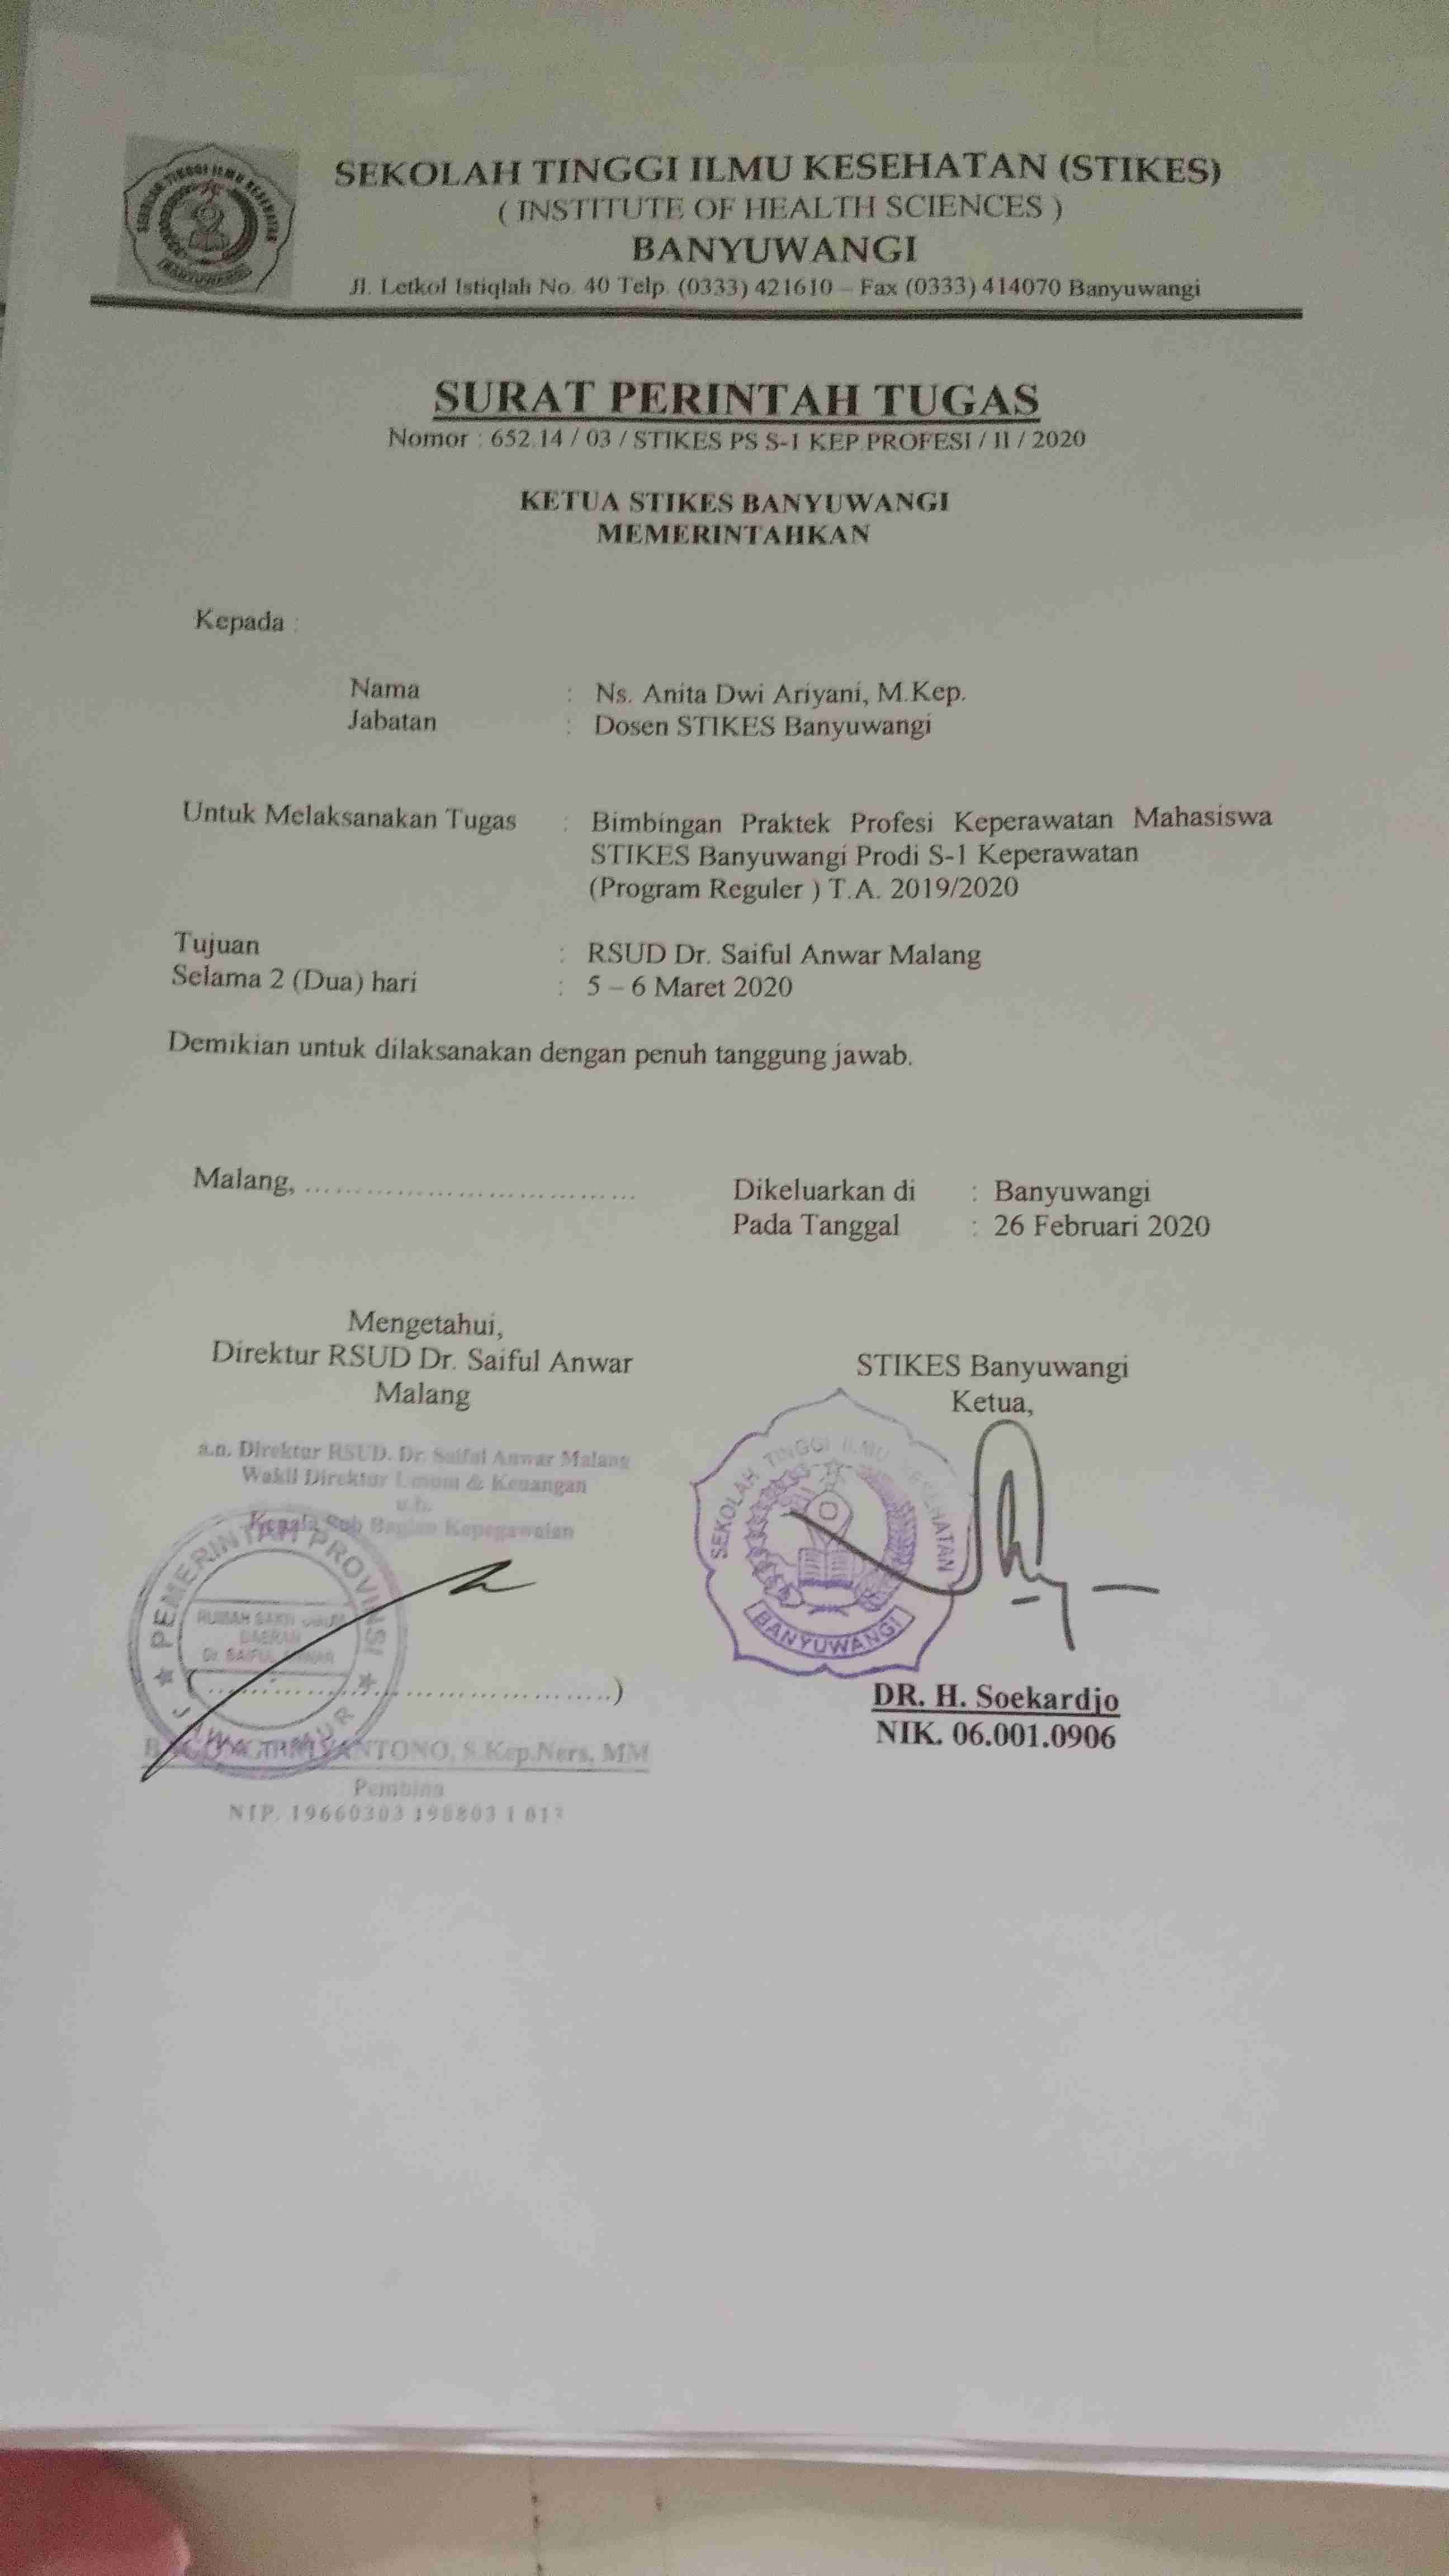 SEKOLAH TINGGI ILMU KESEHATAN (STIKES)
( INSTITUTE OF HEALTH SCIENCES )
BANYUWANGI
Jl. Letkol Istiqlah No. 40 Telp. (0333) 421610 – Fax (0333) 414070 Banyuwangi
SURAT PERINTAH TUGAS
Nomor : 652.14 / 03 / STIKES PS S-1 KEP.PROFESI / II / 2020
KETUA STIKES BANYUWANGI
MEMERINTAHKAN
Kepada :
Nama : Ns. Anita Dwi Ariyani, M.Kep.
Jabatan : Dosen STIKES Banyuwangi
Untuk Melaksanakan Tugas : Bimbingan Praktek Profesi Keperawatan Mahasiswa
STIKES Banyuwangi Prodi S-1 Keperawatan
(Program Reguler ) T.A. 2019/2020
Tujuan : RSUD Dr. Saiful Anwar Malang
Selama 2 (Dua) hari : 5 – 6 Maret 2020
Demikian untuk dilaksanakan dengan penuh tanggung jawab.
Malang, ....................................
Dikeluarkan di : Banyuwangi
Pada Tanggal : 26 Februari 2020
Mengetahui,
Direktur RSUD Dr. Saiful Anwar
Malang
a.n. Direktur RSUD. Dr. Saiful Anwar Malang
Wakil Direktur Umum & Keuangan
u.b.
Kepala Sub Bagian Kepegawaian
PEMERINTAH PROVINSI
JAWA TIMUR
RUMAH SAKIT UMUM
DAERAH
Dr. SAIFUL ANWAR
(............................................)
S.Kep.Ners, MM
Pembina
NIP. 19660303 198803 1
STIKES Banyuwangi
Ketua,
SEKOLAH TINGGI ILMU KESEHATAN
BANYUWANGI
DR. H. Soekardjo
NIK. 06.001.0906